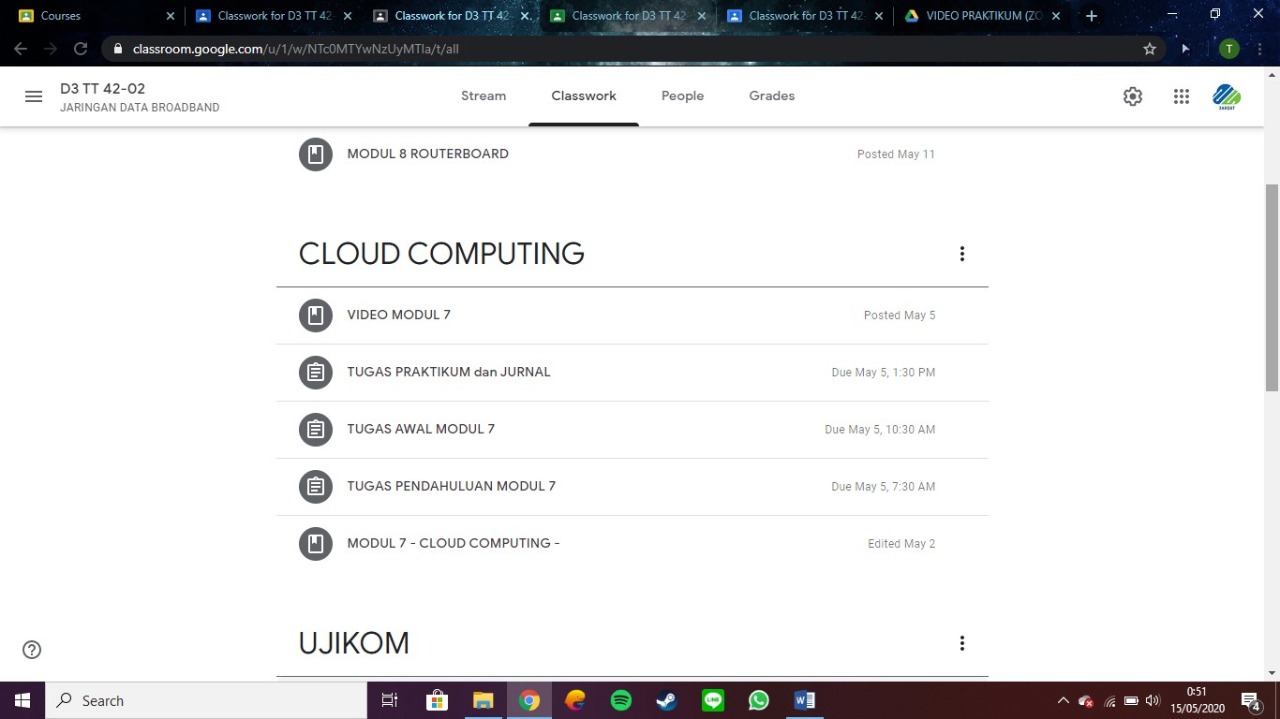 Courses
Classwork for D3 TT 42
Classwork for D3 TT 42-
Classwork for D3 TT 42
Classwork for D3 TT 42-
VIDEO PRAKTIKUM (ZO
classroom.google.com/u/1/w/NTc0MTYwNzUyMTIa/t/all
T
D3 TT 42-02
JARINGAN DATA BROADBAND
Stream
Classwork
People
Grades
MODUL 8 ROUTERBOARD
Posted May 11
CLOUD COMPUTING
VIDEO MODUL 7
Posted May 5
TUGAS PRAKTIKUM dan JURNAL
Due May 5, 1:30 PM
TUGAS AWAL MODUL 7
Due May 5, 10:30 AM
TUGAS PENDAHULUAN MODUL 7
Due May 5, 7:30 AM
MODUL 7 - CLOUD COMPUTING -
Edited May 2
UJIKOM
Search
LINE
0:51
15/05/2020
4